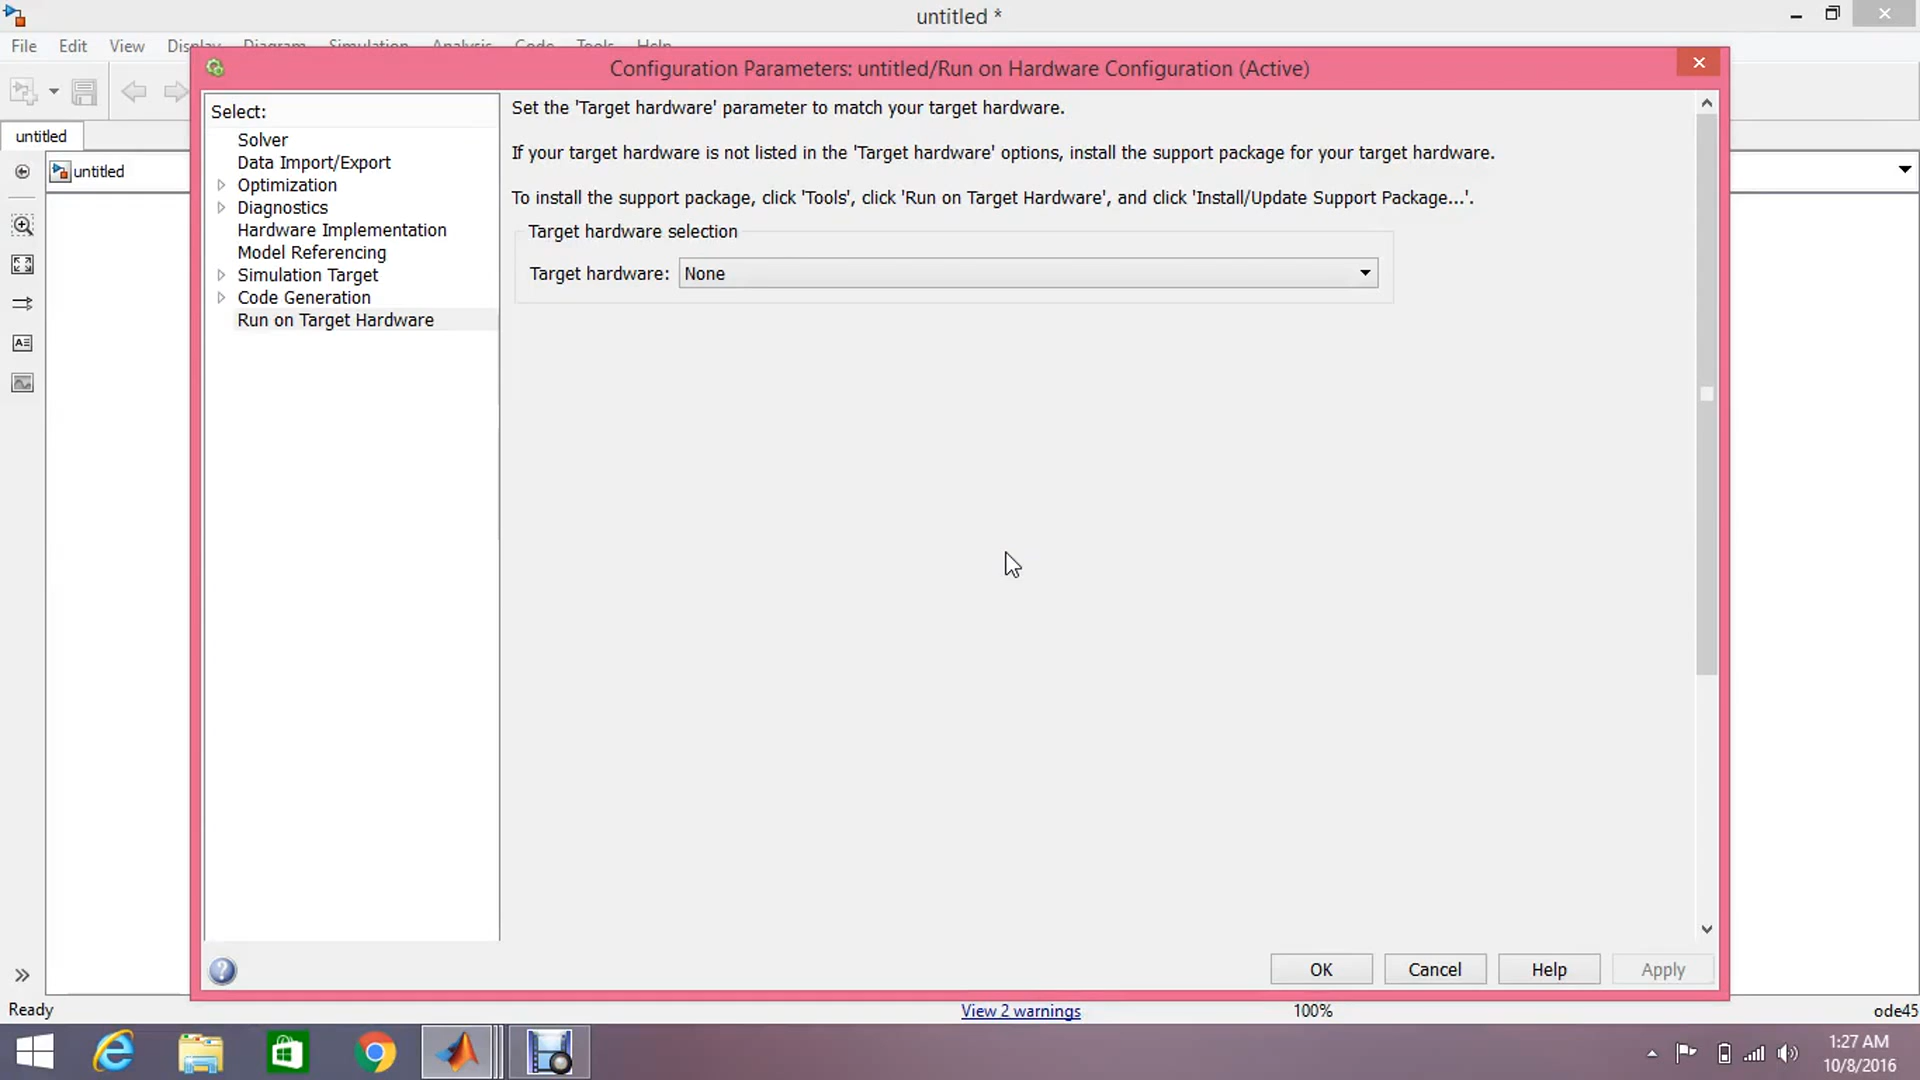 untitled *
File Edit View Display Diagram Simulation Analysis Code Tools Help
Configuration Parameters: untitled/Run on Hardware Configuration (Active)
untitled
untitled
Select:
Solver
Data Import/Export
Optimization
Diagnostics
Hardware Implementation
Model Referencing
Simulation Target
Code Generation
Run on Target Hardware
Set the 'Target hardware' parameter to match your target hardware.
If your target hardware is not listed in the 'Target hardware' options, install the support package for your target hardware.
To install the support package, click 'Tools', click 'Run on Target Hardware', and click 'Install/Update Support Package...'.
Target hardware selection
Target hardware: None
OK Cancel Help Apply
Ready View 2 warnings 100% ode45
1:27 AM
10/8/2016